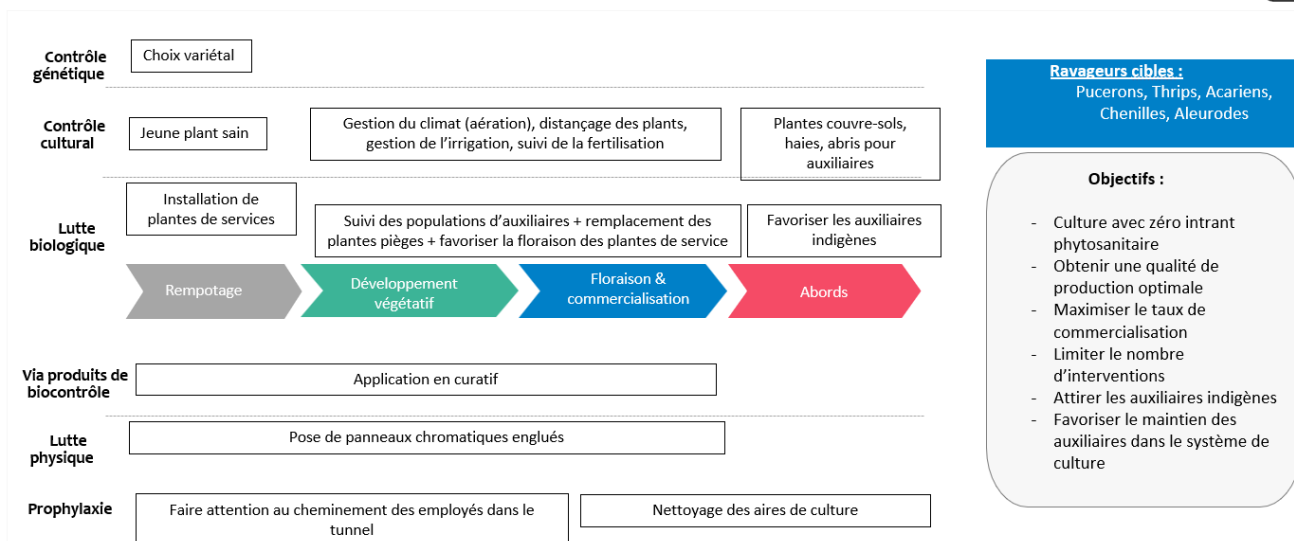 Contrôle
génétique
Choix variétal
Contrôle
cultural
Jeune plant sain
Gestion du climat (aération), distançage des plants,
gestion de l'irrigation, suivi de la fertilisation
Plantes couvre-sols,
haies, abris pour
auxiliaires
Lutte
biologique
Installation de
plantes de services
Suivi des populations d'auxiliaires + remplacement des
plantes pièges + favoriser la floraison des plantes de service
Favoriser les auxiliaires
indigènes
Rempotage
Développement
végétatif
Floraison &
commercialisation
Abords
Via produits de
biocontrôle
Application en curatif
Lutte
physique
Pose de panneaux chromatiques englués
Prophylaxie
Faire attention au cheminement des employés dans le
tunnel
Nettoyage des aires de culture
Ravageurs cibles :
Pucerons, Thrips, Acariens,
Chenilles, Aleurodes
Objectifs :
- Culture avec zéro intrant
phytosanitaire
- Obtenir une qualité de
production optimale
- Maximiser le taux de
commercialisation
- Limiter le nombre
d'interventions
- Attirer les auxiliaires indigènes
- Favoriser le maintien des
auxiliaires dans le système de
culture